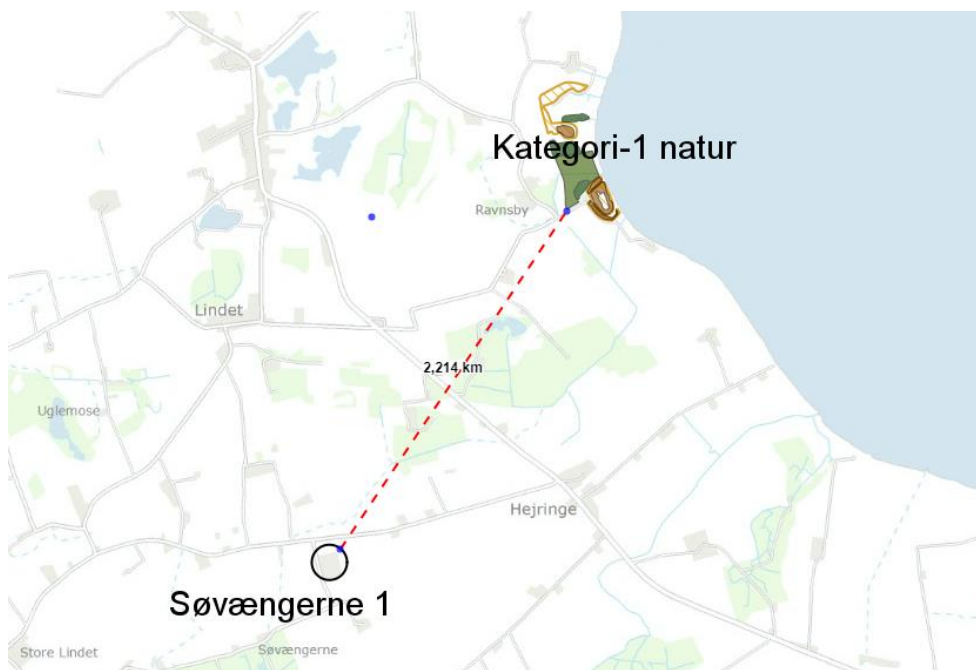 Kategori-1 natur
Ravnsby
Lindet
2,214 km
Uglemose
Hejringe
Søvængerne 1
Store Lindet
Søvængerne